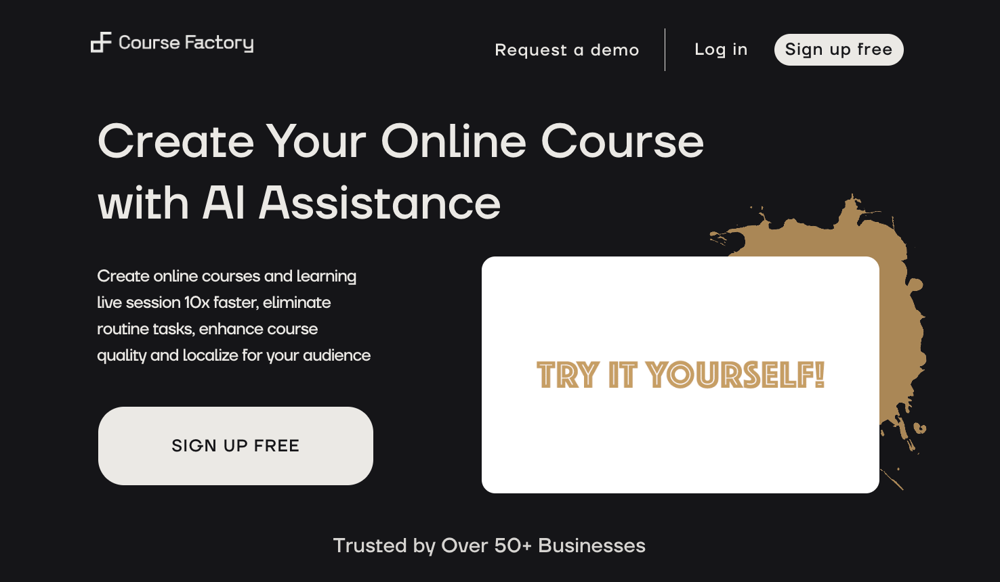 Course Factory
Request a demo
Log in
Sign up free
Create Your Online Course
with AI Assistance
Create online courses and learning
live session 10x faster, eliminate
routine tasks, enhance course
quality and localize for your audience
TRY IT YOURSELF!
SIGN UP FREE
Trusted by Over 50+ Businesses